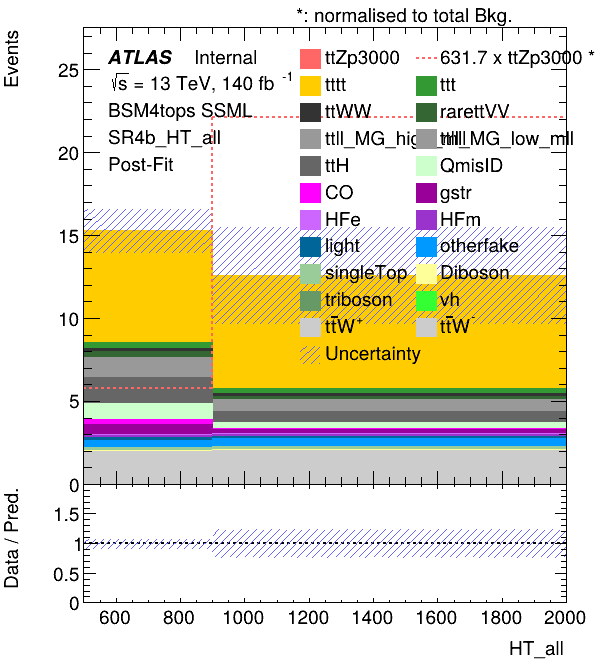 *: normalised to total Bkg.
Events
ATLAS Internal
√s = 13 TeV, 140 fb⁻¹
BSM4tops SSML
SR4b_HT_all
Post-Fit
ttZp3000 631.7 x ttZp3000 *
tttt ttt
ttWW rarettVV
ttll_MG_high_mll ttll_MG_low_mll
ttH QmisID
CO gstr
HFe HFm
light otherfake
singleTop Diboson
triboson vh
tt̄W⁺ tt̄W⁻
Uncertainty
25
20
15
10
5
0
Data / Pred.
1.5
1
0.5
0
600 800 1000 1200 1400 1600 1800 2000
HT_all